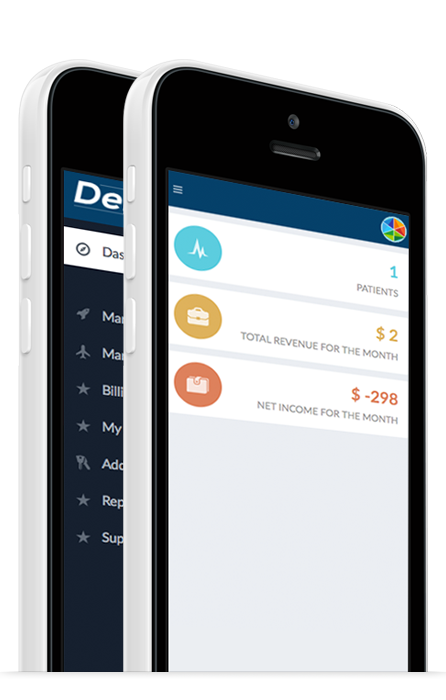 De
Das
Mar
Mar
Billi
My
Add
Rep
Sup
1
PATIENTS
$ 2
TOTAL REVENUE FOR THE MONTH
$ -298
NET INCOME FOR THE MONTH